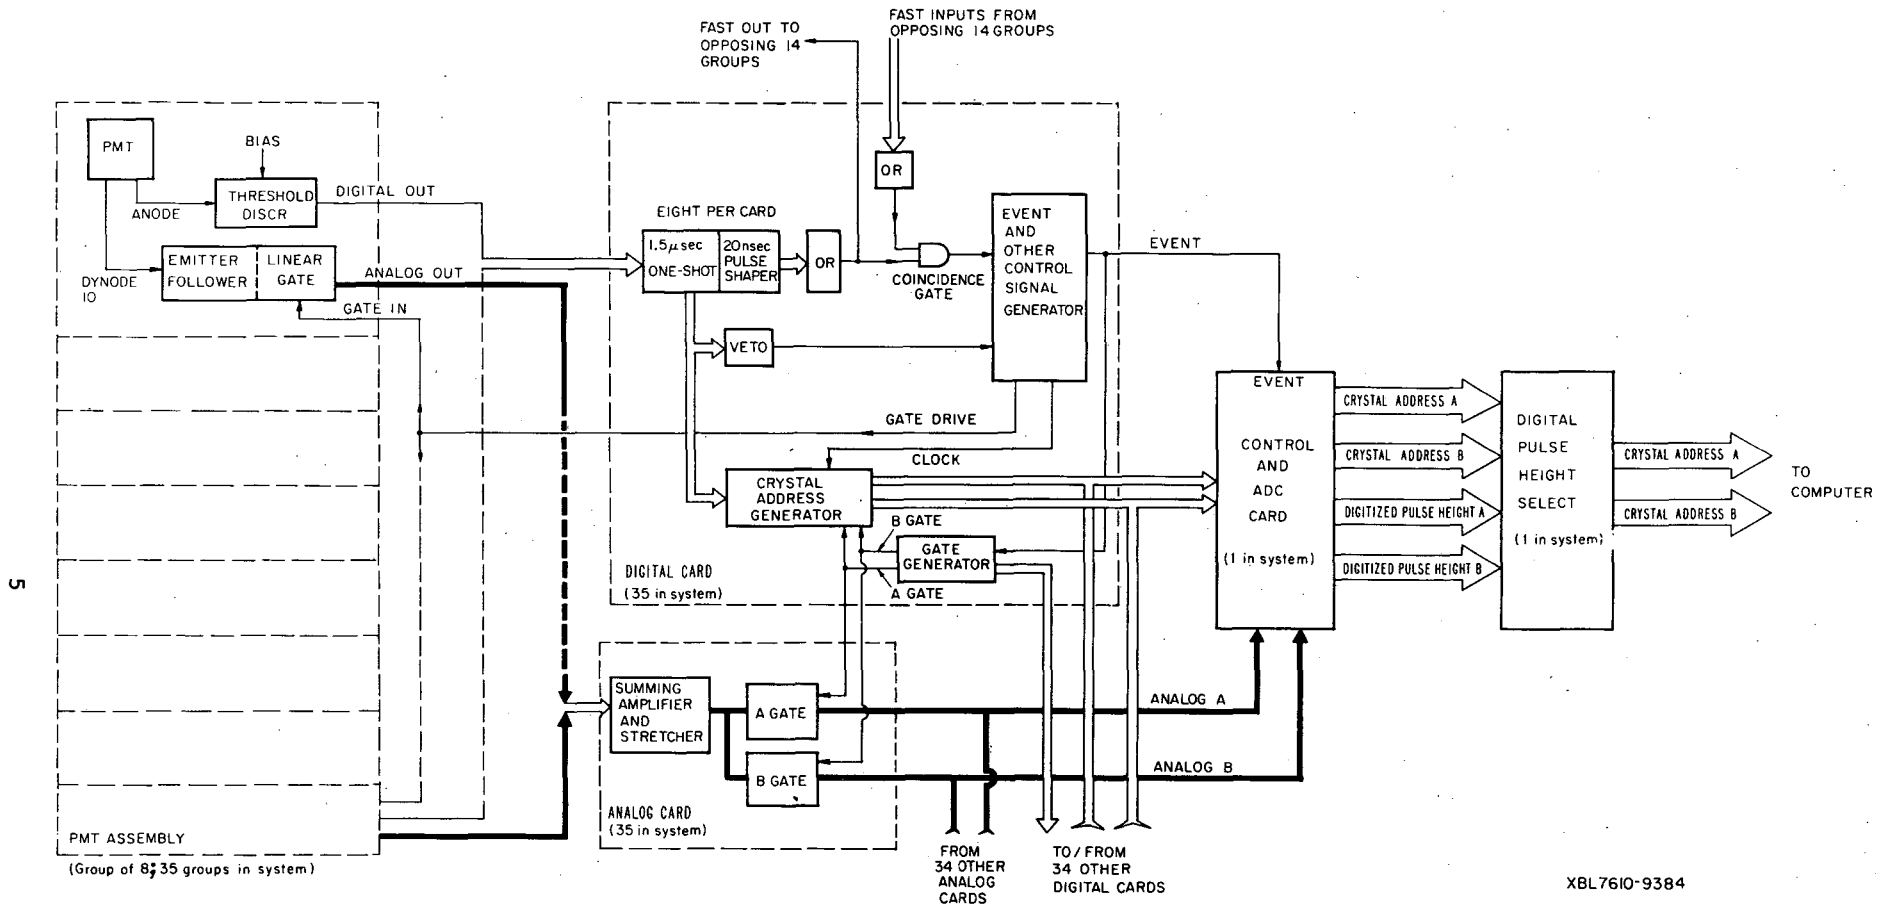 FAST OUT TO
OPPOSING 14
GROUPS
FAST INPUTS FROM
OPPOSING 14 GROUPS
PMT
BIAS
THRESHOLD
DISCR
DIGITAL OUT
ANODE
EMITTER
FOLLOWER
LINEAR
GATE
ANALOG OUT
DYNODE
10
GATE IN
EIGHT PER CARD
1.5μsec
ONE-SHOT
20nsec
PULSE
SHAPER
OR
OR
COINCIDENCE
GATE
EVENT
AND
OTHER
CONTROL
SIGNAL
GENERATOR
EVENT
VETO
GATE DRIVE
CLOCK
CRYSTAL
ADDRESS
GENERATOR
B GATE
GATE
GENERATOR
A GATE
DIGITAL CARD
(35 in system)
EVENT
CONTROL
AND
ADC
CARD
(1 in system)
CRYSTAL ADDRESS A
CRYSTAL ADDRESS B
DIGITIZED PULSE HEIGHT A
DIGITIZED PULSE HEIGHT B
DIGITAL
PULSE
HEIGHT
SELECT
(1 in system)
CRYSTAL ADDRESS A
CRYSTAL ADDRESS B
TO
COMPUTER
5
SUMMING
AMPLIFIER
AND
STRETCHER
A GATE
B GATE
ANALOG A
ANALOG B
ANALOG CARD
(35 in system)
PMT ASSEMBLY
(Group of 8; 35 groups in system)
FROM
34 OTHER
ANALOG
CARDS
TO/FROM
34 OTHER
DIGITAL CARDS
XBL7610-9384